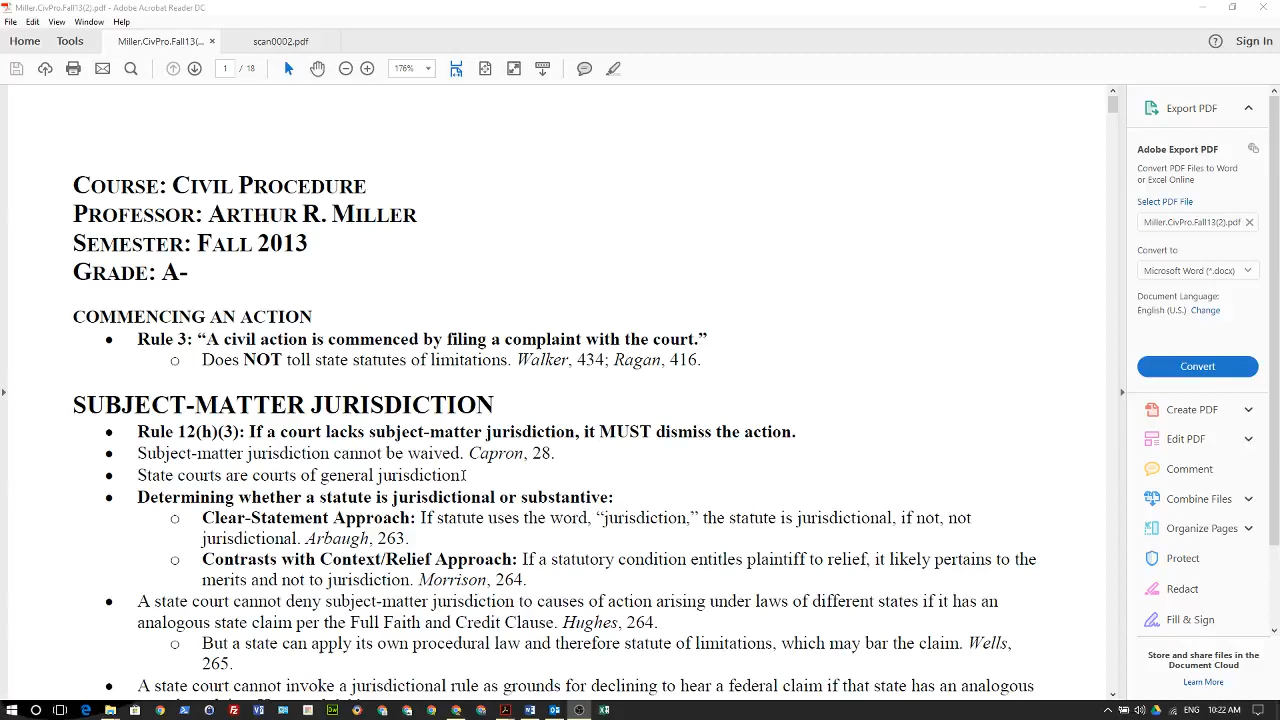 Miller.CivPro.Fall13(2).pdf - Adobe Acrobat Reader DC
File Edit View Window Help
Home Tools Miller.CivPro.Fall13(... × scan0002.pdf Sign In
1 / 18 176%
COURSE: CIVIL PROCEDURE
PROFESSOR: ARTHUR R. MILLER
SEMESTER: FALL 2013
GRADE: A-
COMMENCING AN ACTION
• Rule 3: “A civil action is commenced by filing a complaint with the court.”
○ Does NOT toll state statutes of limitations. Walker, 434; Ragan, 416.
SUBJECT-MATTER JURISDICTION
• Rule 12(h)(3): If a court lacks subject-matter jurisdiction, it MUST dismiss the action.
• Subject-matter jurisdiction cannot be waived. Capron, 28.
• State courts are courts of general jurisdiction.
• Determining whether a statute is jurisdictional or substantive:
○ Clear-Statement Approach: If statute uses the word, “jurisdiction,” the statute is jurisdictional, if not, not
jurisdictional. Arbaugh, 263.
○ Contrasts with Context/Relief Approach: If a statutory condition entitles plaintiff to relief, it likely pertains to the
merits and not to jurisdiction. Morrison, 264.
• A state court cannot deny subject-matter jurisdiction to causes of action arising under laws of different states if it has an
analogous state claim per the Full Faith and Credit Clause. Hughes, 264.
○ But a state can apply its own procedural law and therefore statute of limitations, which may bar the claim. Wells,
265.
• A state court cannot invoke a jurisdictional rule as grounds for declining to hear a federal claim if that state has an analogous
Export PDF
Adobe Export PDF
Convert PDF Files to Word
or Excel Online
Select PDF File
Miller.CivPro.Fall13(2).pdf ×
Convert to
Microsoft Word (*.docx)
Document Language:
English (U.S.) Change
Convert
Create PDF
Edit PDF
Comment
Combine Files
Organize Pages
Protect
Redact
Fill & Sign
Store and share files in the
Document Cloud
Learn More
10:22 AM